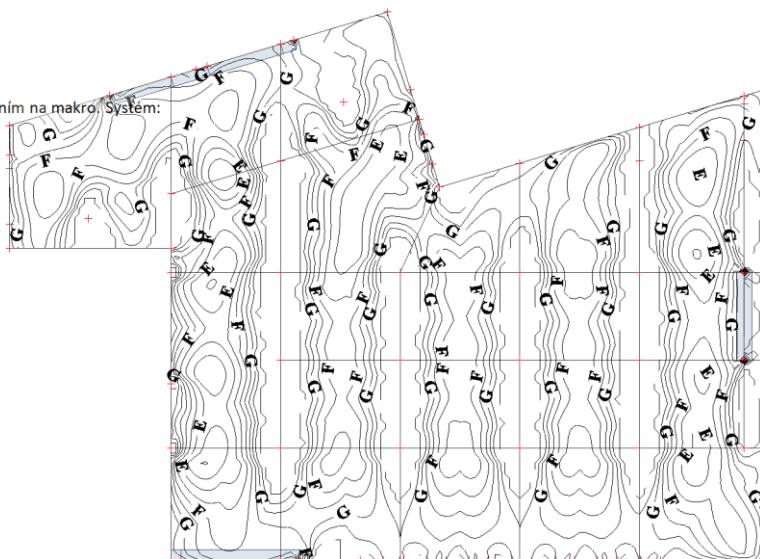 G F G
F ním na makro. Systém: F
G F G G
G F F
F E E G
F G E G
F E F F E
G F E G
G G G G
G G F G F G
G E
E G F E
F
E F F G F G F F
G G G G G
F G
F F
G
G F F F F E
G F G F G F
G F G G F
E G F E G
E F F E
G G F G G G
G F G F
F